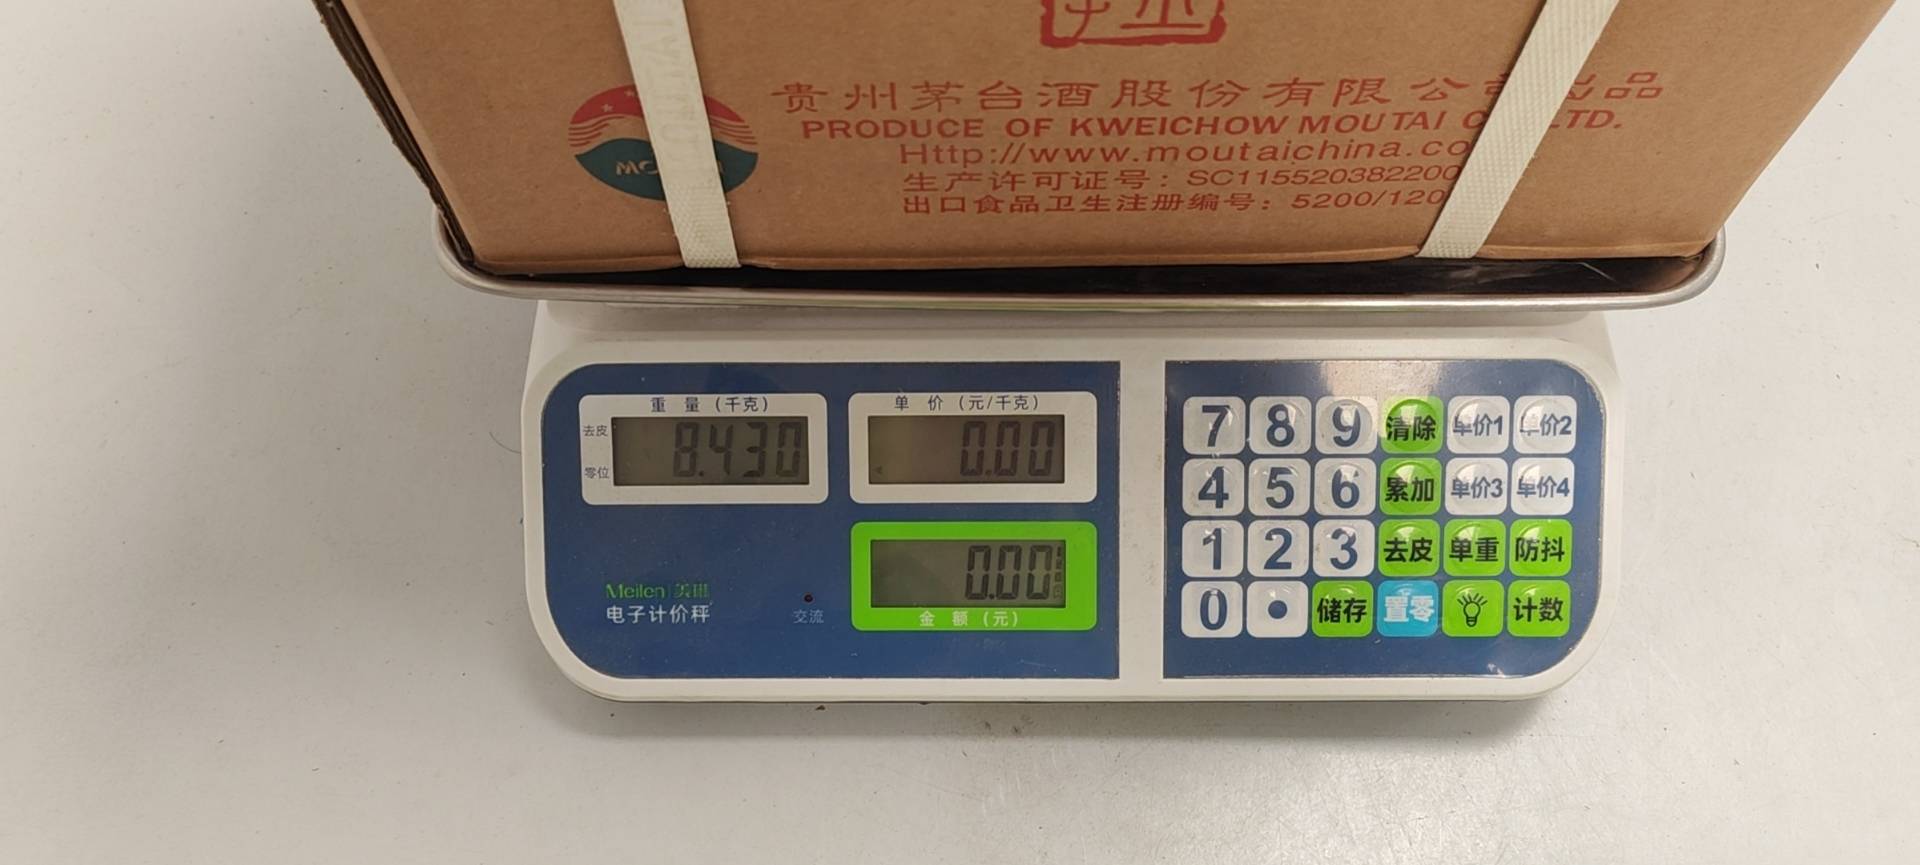 贵州茅台酒股份有限公司出品
PRODUCE OF KWEICHOW MOUTAI LTD.
Http://www.moutaichina.co
生产许可证号：SC115520382200
出口食品卫生注册编号：5200/120
重 量 (千克)
去皮
零位
8.430
单 价 (元/千克)
0.00
0.00
金 额 (元)
Meilen
电子计价秤
交流
7 8 9 清除 单价1 单价2
4 5 6 累加 单价3 单价4
1 2 3 去皮 单重 防抖
0 • 储存 置零 计数